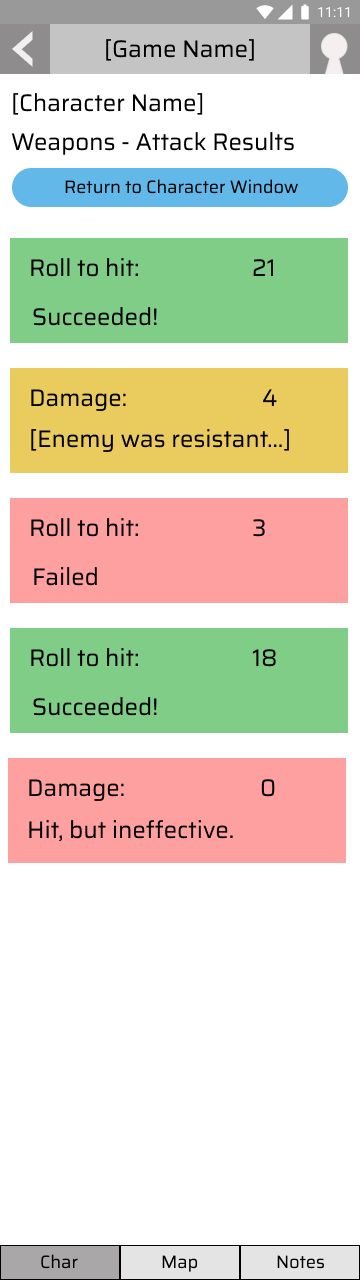 11:11
[Game Name]
[Character Name]
Weapons - Attack Results
Return to Character Window
Roll to hit: 21
Succeeded!
Damage: 4
[Enemy was resistant...]
Roll to hit: 3
Failed
Roll to hit: 18
Succeeded!
Damage: 0
Hit, but ineffective.
Char Map Notes